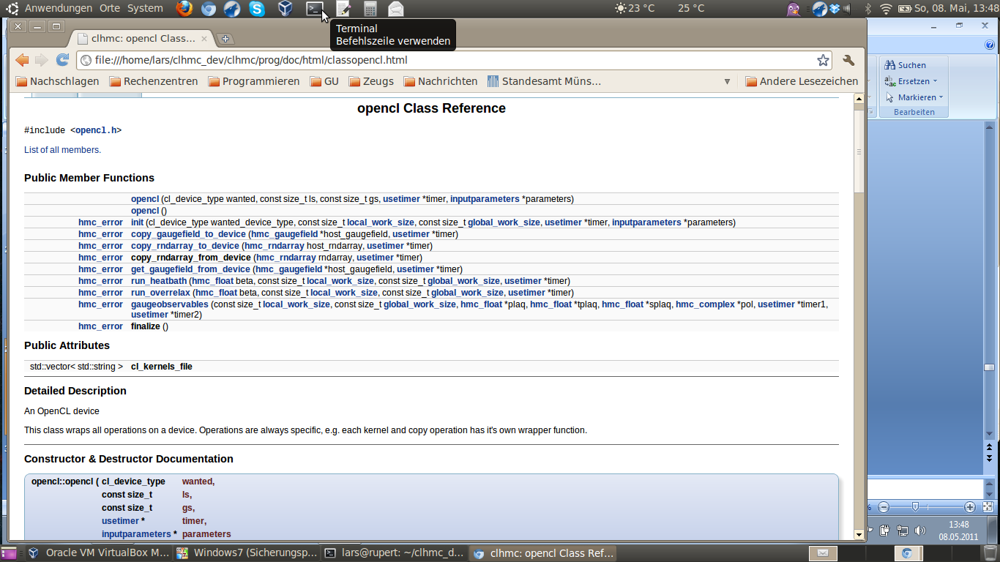 Anwendungen Orte System 23 °C 25 °C So, 08. Mai, 13:48
Terminal
Befehlszeile verwenden
clhmc: opencl Class...
file:///home/lars/clhmc_dev/clhmc/prog/doc/html/classopencl.html
Nachschlagen Rechenzentren Programmieren GU Zeugs Nachrichten Standesamt Müns... Andere Lesezeichen
Suchen
Ersetzen
Markieren
Bearbeiten
opencl Class Reference
#include <opencl.h>
List of all members.
Public Member Functions
opencl (cl_device_type wanted, const size_t ls, const size_t gs, usetimer *timer, inputparameters *parameters)
opencl ()
hmc_error init (cl_device_type wanted_device_type, const size_t local_work_size, const size_t global_work_size, usetimer *timer, inputparameters *parameters)
hmc_error copy_gaugefield_to_device (hmc_gaugefield *host_gaugefield, usetimer *timer)
hmc_error copy_rndarray_to_device (hmc_rndarray host_rndarray, usetimer *timer)
hmc_error copy_rndarray_from_device (hmc_rndarray rndarray, usetimer *timer)
hmc_error get_gaugefield_from_device (hmc_gaugefield *host_gaugefield, usetimer *timer)
hmc_error run_heatbath (hmc_float beta, const size_t local_work_size, const size_t global_work_size, usetimer *timer)
hmc_error run_overrelax (hmc_float beta, const size_t local_work_size, const size_t global_work_size, usetimer *timer)
hmc_error gaugeobservables (const size_t local_work_size, const size_t global_work_size, hmc_float *plaq, hmc_float *tplaq, hmc_float *splaq, hmc_complex *pol, usetimer *timer1,
usetimer *timer2)
hmc_error finalize ()
Public Attributes
std::vector< std::string > cl_kernels_file
Detailed Description
An OpenCL device
This class wraps all operations on a device. Operations are always specific, e.g. each kernel and copy operation has it's own wrapper function.
Constructor & Destructor Documentation
opencl::opencl ( cl_device_type wanted,
const size_t ls,
const size_t gs,
usetimer * timer,
inputparameters * parameters
%
13:48
08.05.2011
Oracle VM VirtualBox M... Windows7 (Sicherungsp... lars@rupert: ~/clhmc_d... clhmc: opencl Class Ref...